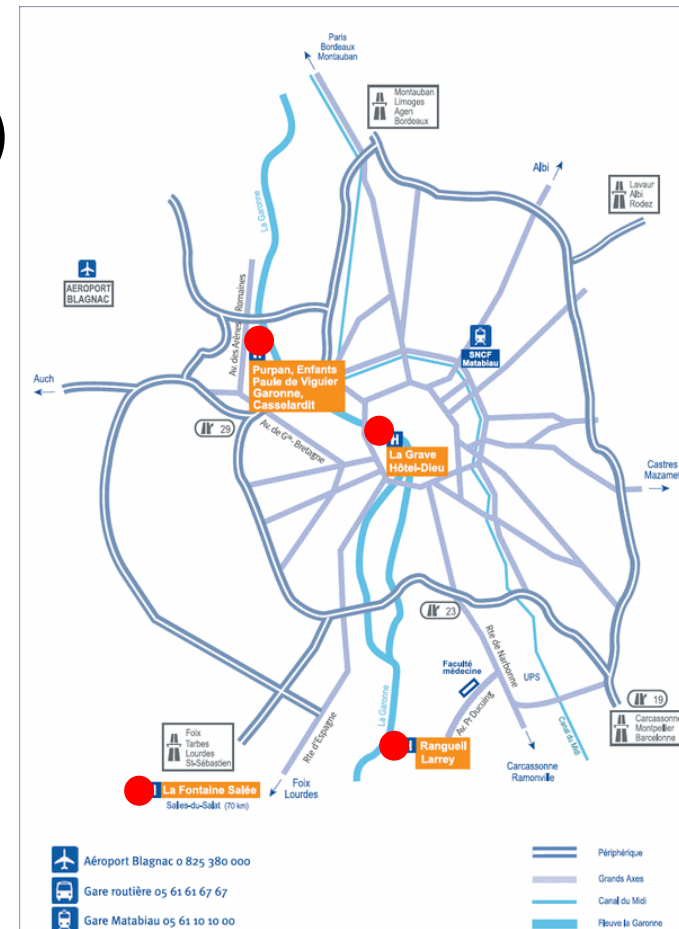 Paris
Bordeaux
Montauban
Montauban
Limoges
Agen
Bordeaux
Albi
Lavaur
Albi
Rodez
La Garonne
AEROPORT
BLAGNAC
Av. des Arènes Romaines
SNCF
Matabiau
Purpan, Enfants
Paule de Viguier
Garonne,
Casselardit
Auch
29
Av. de Gde- Bretagne
H
La Grave
Hôtel-Dieu
Castres
Mazamet
23
Rte de Narbonne
Faculté
médecine
UPS
19
La Garonne
Av. Pr Ducuing
Canal du Midi
Carcassonne
Montpellier
Barcelonne
Foix
Tarbes
Lourdes
St-Sébastien
Rte d'Espagne
Rangueil
Larrey
Carcassonne
Ramonville
La Fontaine Salée
Salies-du-Salat (70 km)
Foix
Lourdes
Aéroport Blagnac 0 825 380 000
Périphérique
Gare routière 05 61 61 67 67
Grands Axes
Canal du Midi
Gare Matabiau 05 61 10 10 00
Fleuve la Garonne